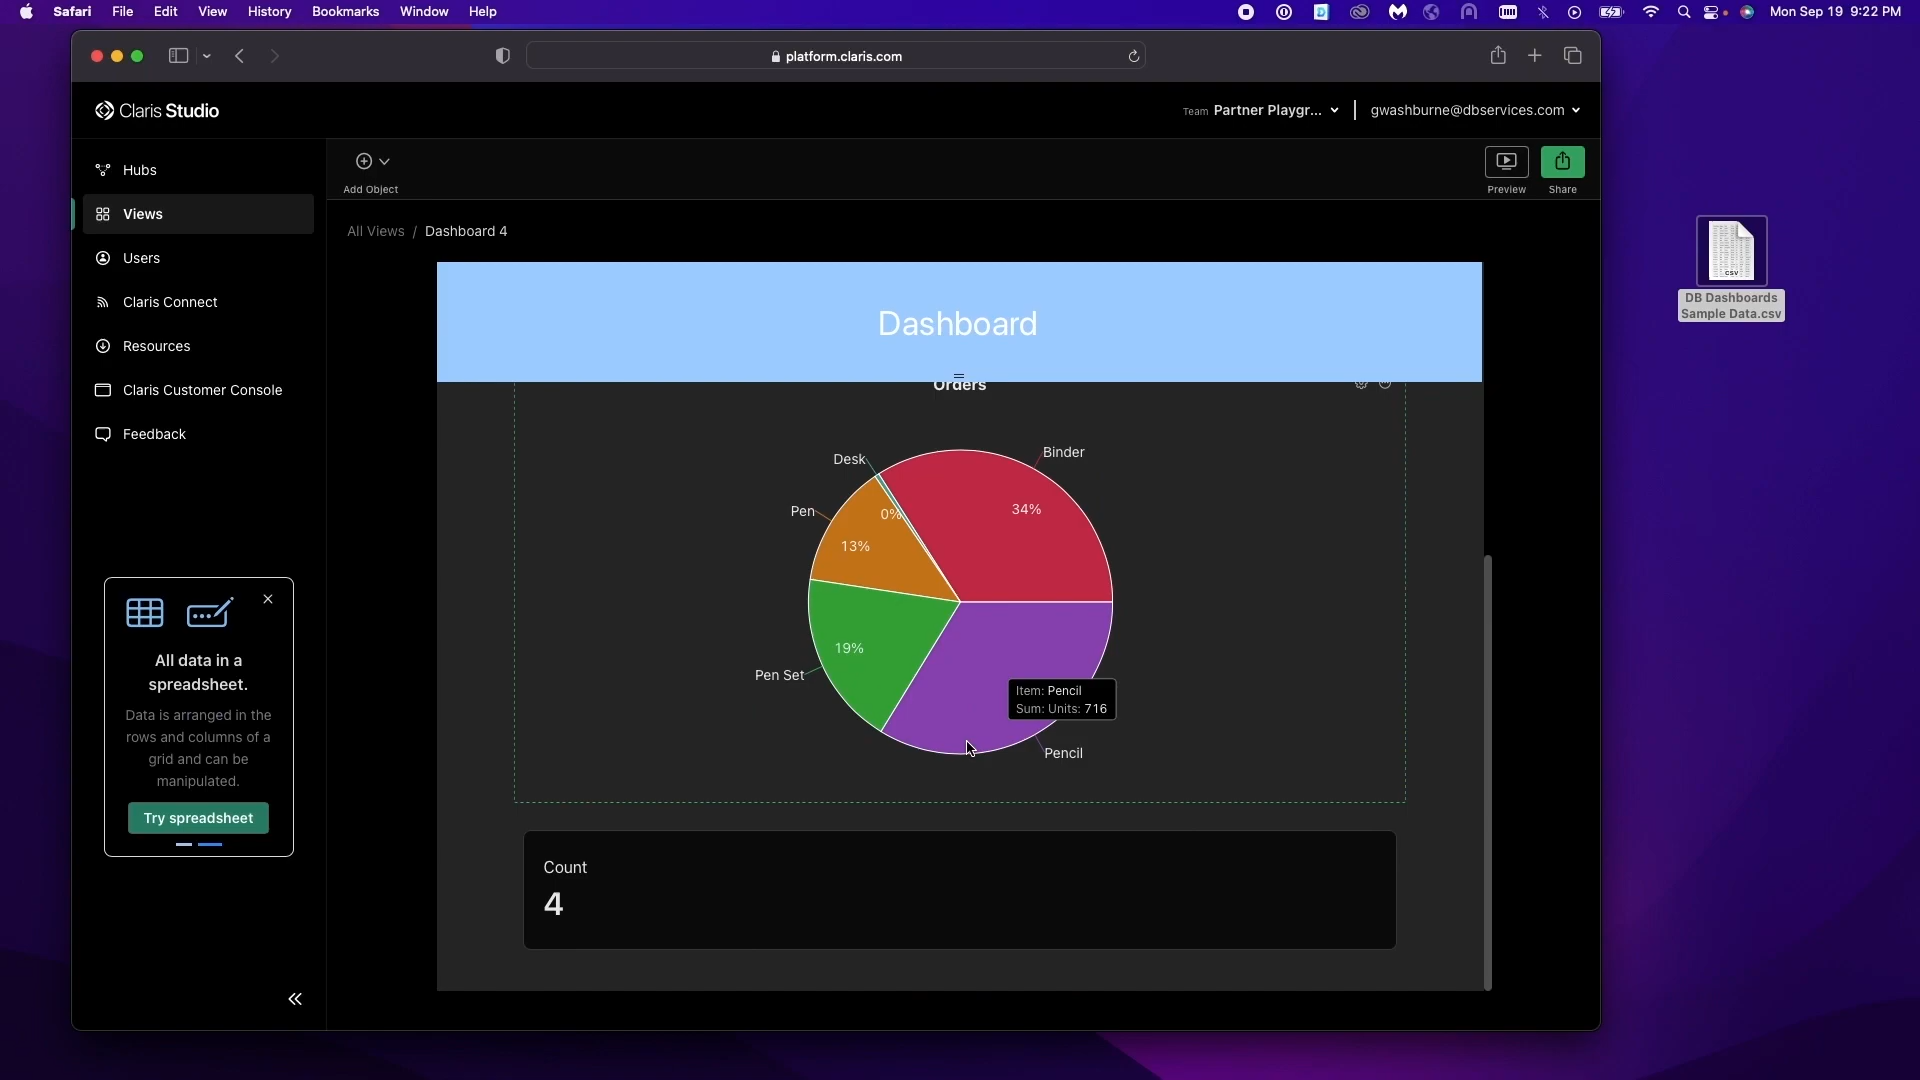 Safari File Edit View History Bookmarks Window Help Mon Sep 19 9:22 PM
platform.claris.com
Claris Studio
Team Partner Playgr... gwashburne@dbservices.com
Hubs
Views
Users
Claris Connect
Resources
Claris Customer Console
Feedback
All data in a
spreadsheet.
Data is arranged in the
rows and columns of a
grid and can be
manipulated.
Try spreadsheet
Add Object
Preview
Share
All Views / Dashboard 4
Dashboard
Orders
Desk
Binder
Pen
0%
34%
13%
19%
Pen Set
Item: Pencil
Sum: Units: 716
Pencil
Count
4
CSV
DB Dashboards
Sample Data.csv